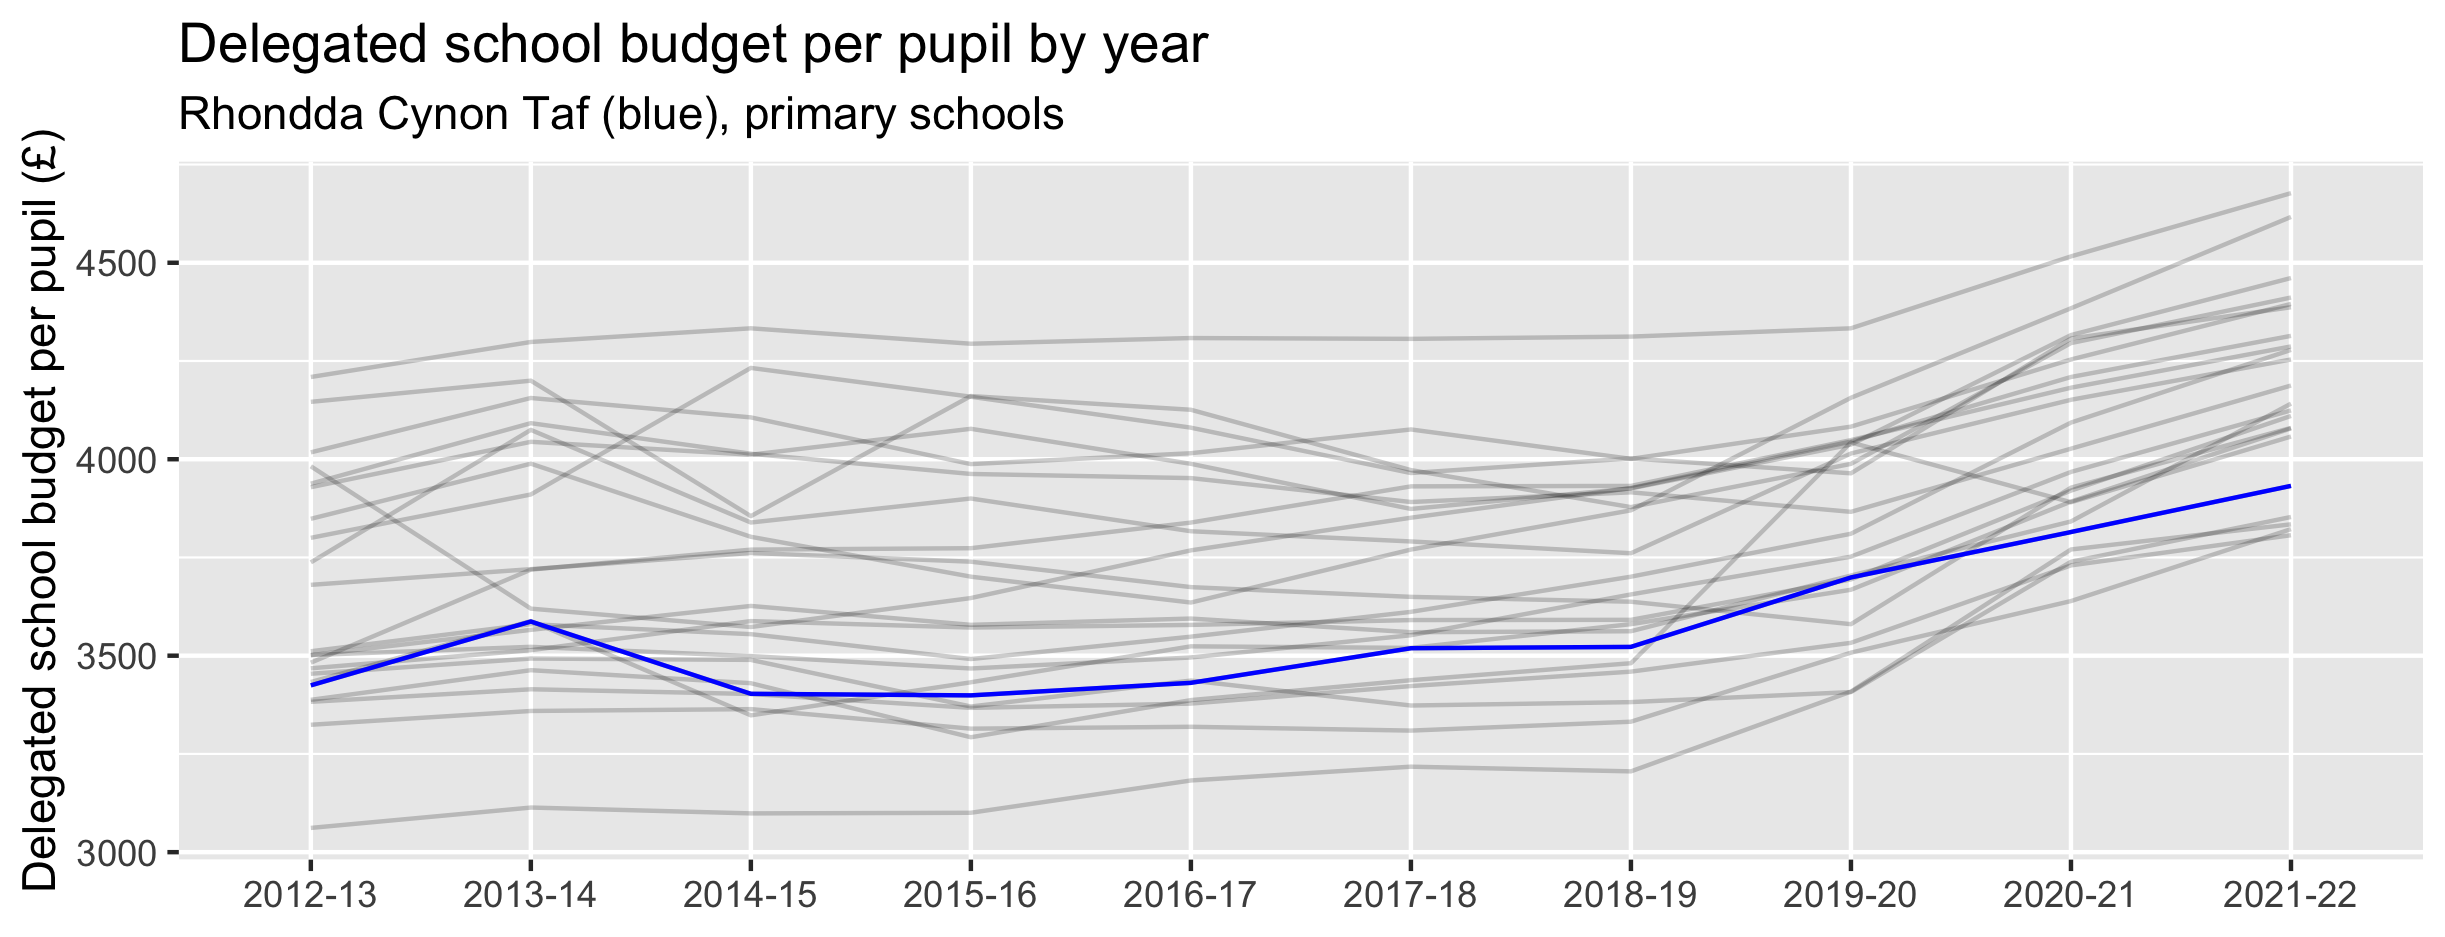 Delegated school budget per pupil by year
Rhondda Cynon Taf (blue), primary schools
Delegated school budget per pupil (£)
4500
4000
3500
3000
2012-13 2013-14 2014-15 2015-16 2016-17 2017-18 2018-19 2019-20 2020-21 2021-22